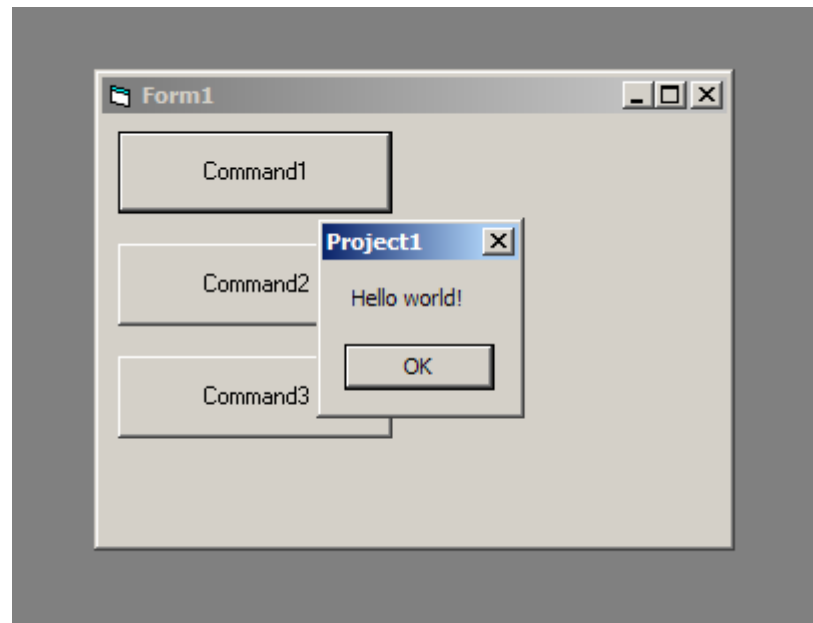 Form1
Command1
Project1
Command2
Hello world!
OK
Command3